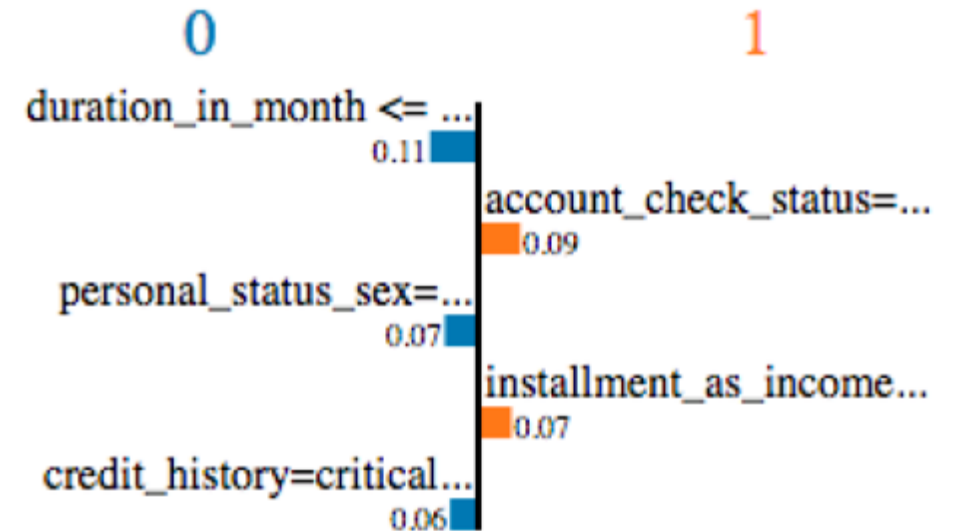 0 1
duration_in_month <= ...
0.11
account_check_status=...
0.09
personal_status_sex=...
0.07
installment_as_income...
0.07
credit_history=critical...
0.06